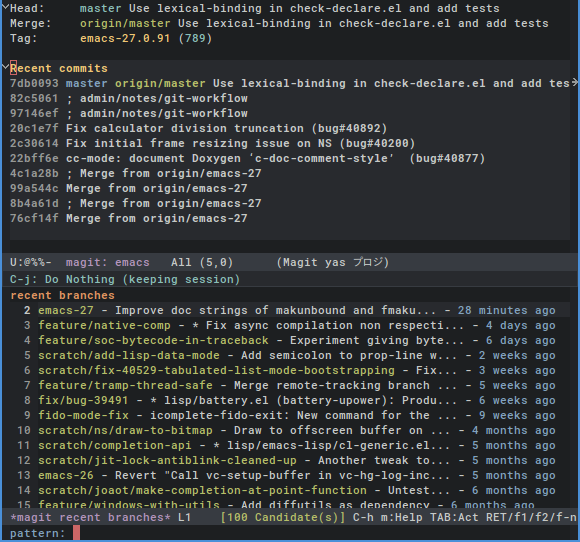 Head:     master Use lexical-binding in check-declare.el and add tests
Merge:    origin/master Use lexical-binding in check-declare.el and add tests
Tag:      emacs-27.0.91 (789)
Recent commits
7db0093 master origin/master Use lexical-binding in check-declare.el and add tes
82c5061 ; admin/notes/git-workflow
97146ef ; admin/notes/git-workflow
20c1e7f Fix calculator division truncation (bug#40892)
2c30614 Fix initial frame resizing issue on NS (bug#40200)
22bff6e cc-mode: document Doxygen ‘c-doc-comment-style’ (bug#40877)
4c1a28b ; Merge from origin/emacs-27
99a544c Merge from origin/emacs-27
8b4a61d ; Merge from origin/emacs-27
76cf14f Merge from origin/emacs-27
U:@%%-  magit: emacs   All (5,0)      (Magit yas プロジ)
C-j: Do Nothing (keeping session)
recent branches
2 emacs-27 - Improve doc strings of makunbound and fmaku... - 28 minutes ago
3 feature/native-comp - * Fix async compilation non respecti... - 4 days ago
4 feature/soc-bytecode-in-traceback - Experiment giving byte... - 6 days ago
5 scratch/add-lisp-data-mode - Add semicolon to prop-line w... - 2 weeks ago
6 scratch/fix-40529-tabulated-list-mode-bootstrapping - Fix... - 3 weeks ago
7 feature/tramp-thread-safe - Merge remote-tracking branch ... - 5 weeks ago
8 fix/bug-39491 - * lisp/battery.el (battery-upower): Produ... - 6 weeks ago
9 fido-mode-fix - icomplete-fido-exit: New command for the ... - 9 weeks ago
10 scratch/ns/draw-to-bitmap - Draw to offscreen buffer on ... - 4 months ago
11 scratch/completion-api - * lisp/emacs-lisp/cl-generic.el... - 5 months ago
12 scratch/jit-lock-antiblink-cleaned-up - Another tweak to... - 5 months ago
13 emacs-26 - Revert "Call vc-setup-buffer in vc-hg-log-inc... - 5 months ago
14 scratch/joaot/make-completion-at-point-function - Untest... - 6 months ago
15 feature/windows-with-utils - Add diffutils as dependency - 6 months ago
*magit recent branches* L1    [100 Candidate(s)] C-h m:Help TAB:Act RET/f1/f2/f-n
pattern: